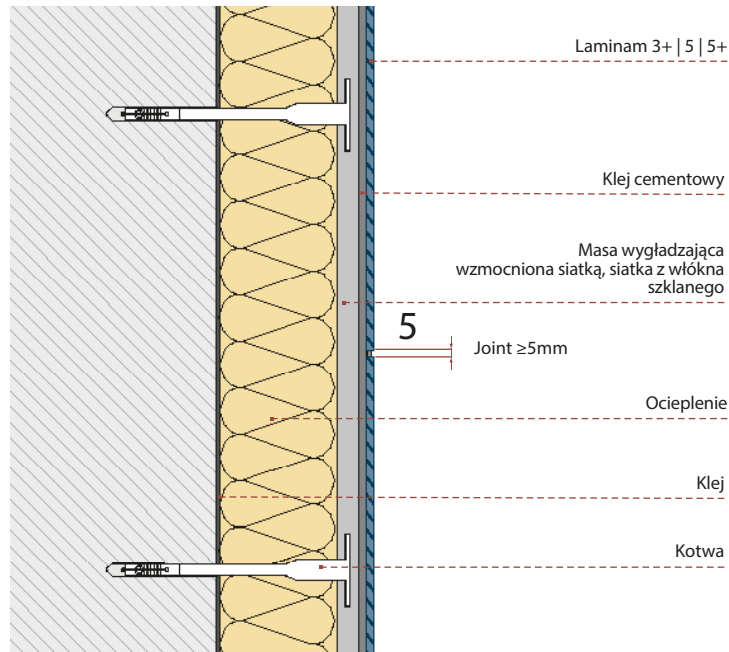 Laminam 3+ | 5 | 5+
Klej cementowy
Masa wygładzająca
wzmocniona siatką, siatka z włókna
szklanego
5
Joint ≥5mm
Ocieplenie
Klej
Kotwa